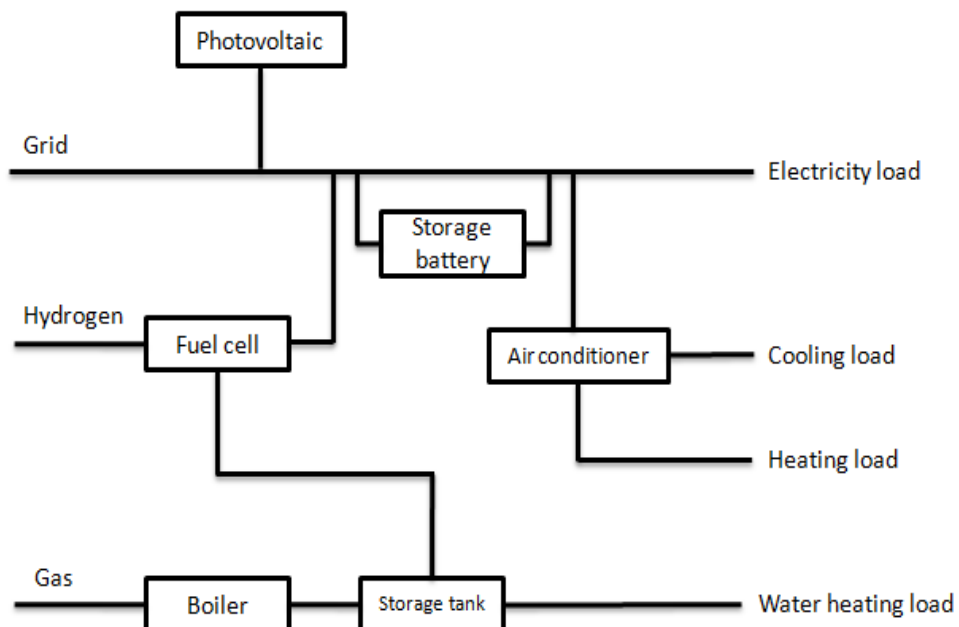 Photovoltaic
Grid
Electricity load
Storage
battery
Hydrogen
Fuel cell
Air conditioner
Cooling load
Heating load
Gas
Boiler
Storage tank
Water heating load